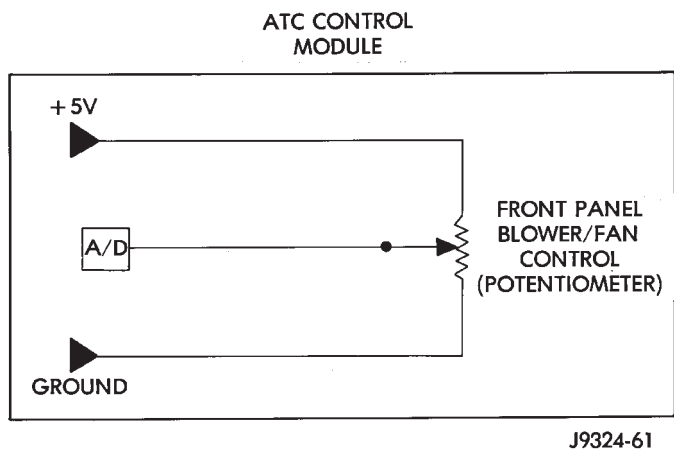 ATC CONTROL
MODULE
+5V
A/D
FRONT PANEL
BLOWER/FAN
CONTROL
(POTENTIOMETER)
GROUND
J9324-61